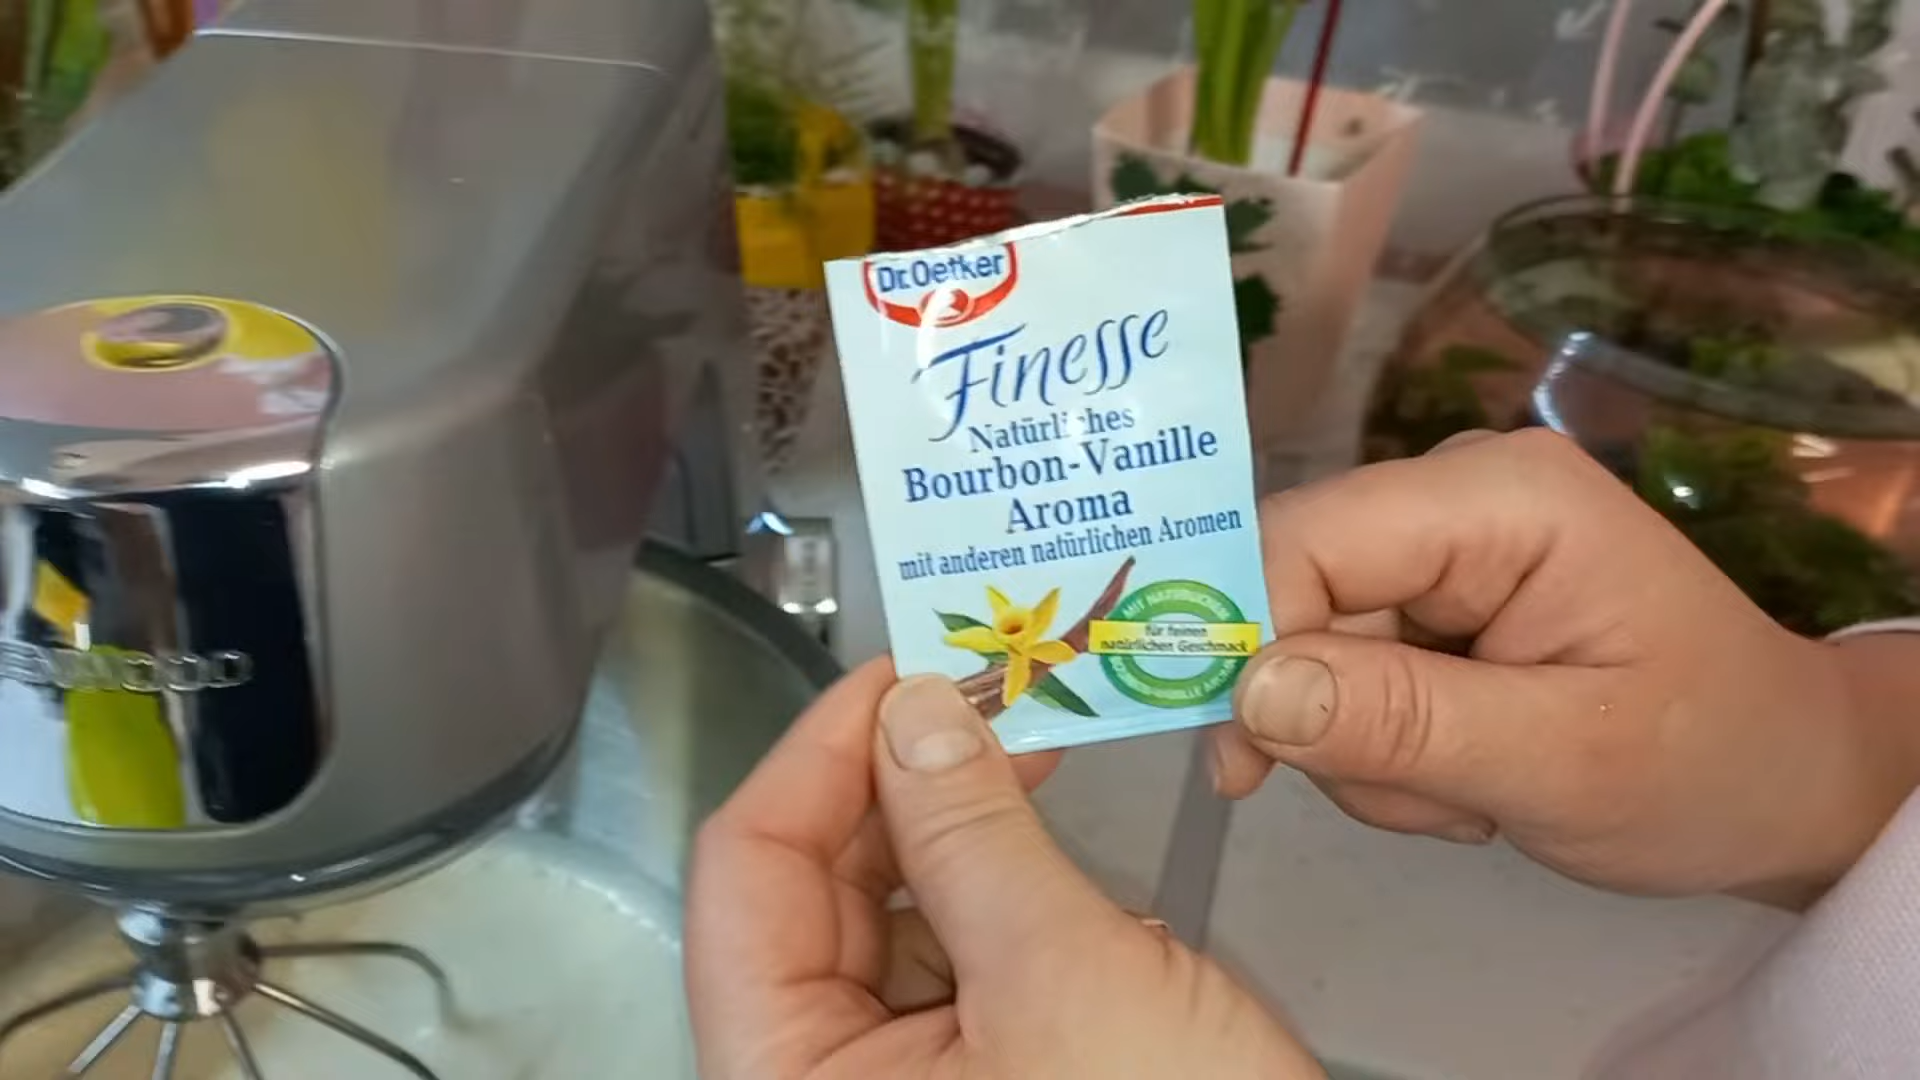 Dr. Oetker
Finesse
Natürliches
Bourbon-Vanille
Aroma
mit anderen natürlichen Aromen
für feinen
natürlichen Geschmack